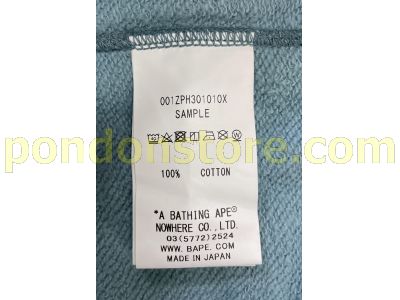 001ZPH301010X
SAMPLE
pondonstore.com
100% COTTON
*A BATHING APE®
NOWHERE CO., LTD.
03(5772)2524
WWW. BAPE. COM
MADE IN JAPAN